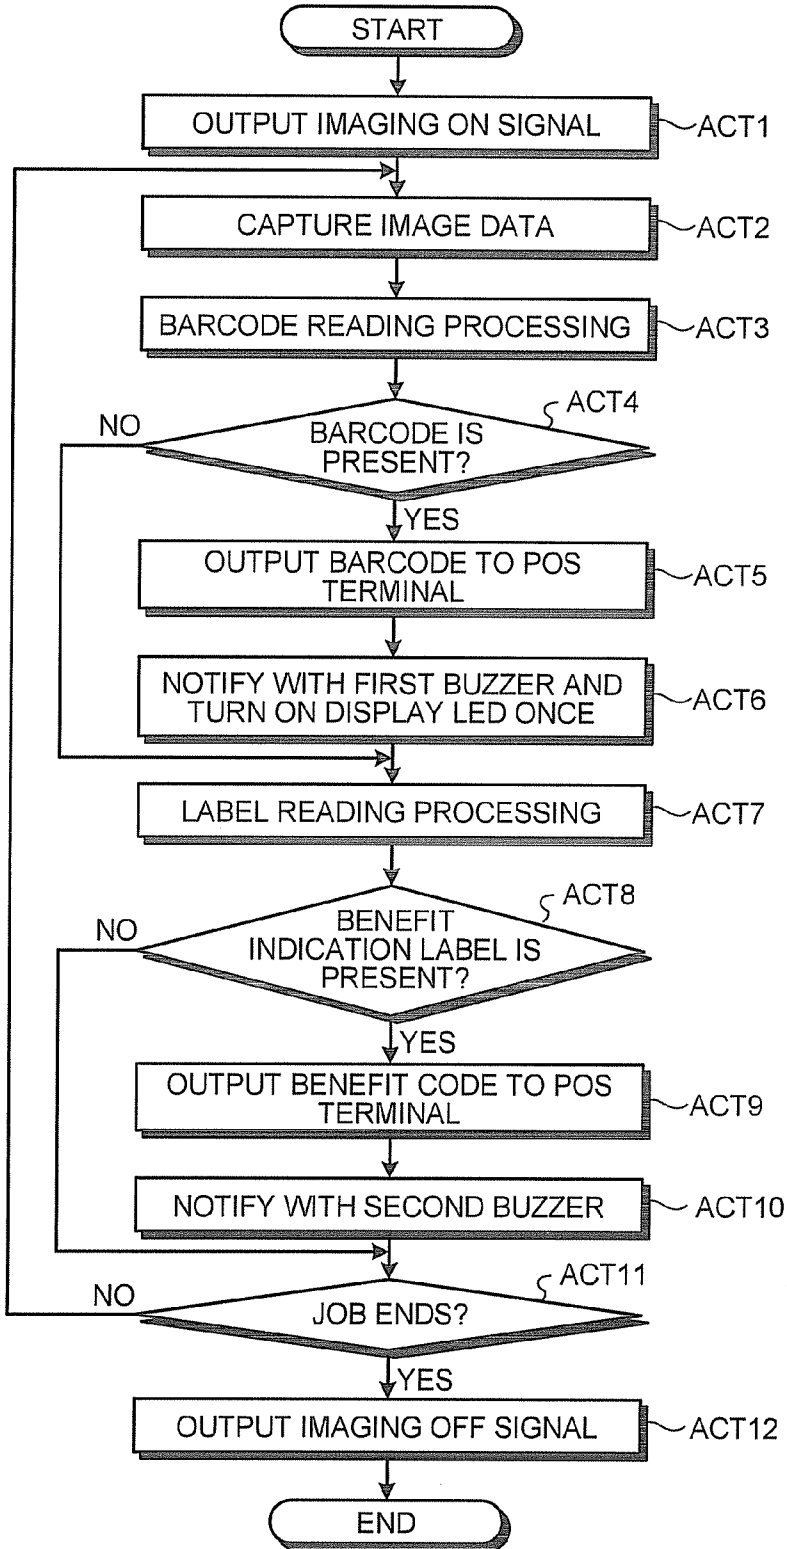 START
OUTPUT IMAGING ON SIGNAL
ACT1
CAPTURE IMAGE DATA
ACT2
BARCODE READING PROCESSING
ACT3
ACT4
NO
BARCODE IS
PRESENT?
YES
OUTPUT BARCODE TO POS
TERMINAL
ACT5
NOTIFY WITH FIRST BUZZER AND
TURN ON DISPLAY LED ONCE
ACT6
LABEL READING PROCESSING
ACT7
ACT8
NO
BENEFIT
INDICATION LABEL IS
PRESENT?
YES
OUTPUT BENEFIT CODE TO POS
TERMINAL
ACT9
NOTIFY WITH SECOND BUZZER
ACT10
ACT11
NO
JOB ENDS?
YES
OUTPUT IMAGING OFF SIGNAL
ACT12
END